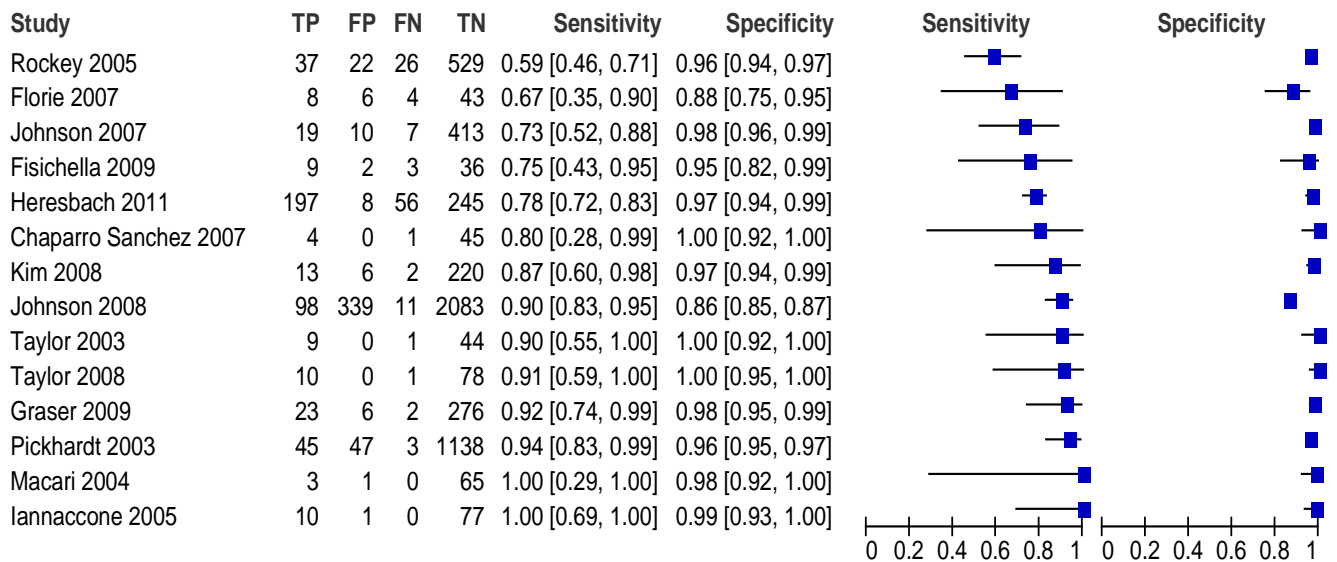 Study TP FP FN TN Sensitivity Specificity Sensitivity Specificity
Rockey 2005 37 22 26 529 0.59 [0.46, 0.71] 0.96 [0.94, 0.97]
Florie 2007 8 6 4 43 0.67 [0.35, 0.90] 0.88 [0.75, 0.95]
Johnson 2007 19 10 7 413 0.73 [0.52, 0.88] 0.98 [0.96, 0.99]
Fisichella 2009 9 2 3 36 0.75 [0.43, 0.95] 0.95 [0.82, 0.99]
Heresbach 2011 197 8 56 245 0.78 [0.72, 0.83] 0.97 [0.94, 0.99]
Chaparro Sanchez 2007 4 0 1 45 0.80 [0.28, 0.99] 1.00 [0.92, 1.00]
Kim 2008 13 6 2 220 0.87 [0.60, 0.98] 0.97 [0.94, 0.99]
Johnson 2008 98 339 11 2083 0.90 [0.83, 0.95] 0.86 [0.85, 0.87]
Taylor 2003 9 0 1 44 0.90 [0.55, 1.00] 1.00 [0.92, 1.00]
Taylor 2008 10 0 1 78 0.91 [0.59, 1.00] 1.00 [0.95, 1.00]
Graser 2009 23 6 2 276 0.92 [0.74, 0.99] 0.98 [0.95, 0.99]
Pickhardt 2003 45 47 3 1138 0.94 [0.83, 0.99] 0.96 [0.95, 0.97]
Macari 2004 3 1 0 65 1.00 [0.29, 1.00] 0.98 [0.92, 1.00]
Iannaccone 2005 10 1 0 77 1.00 [0.69, 1.00] 0.99 [0.93, 1.00]
0 0.2 0.4 0.6 0.8 1 0 0.2 0.4 0.6 0.8 1